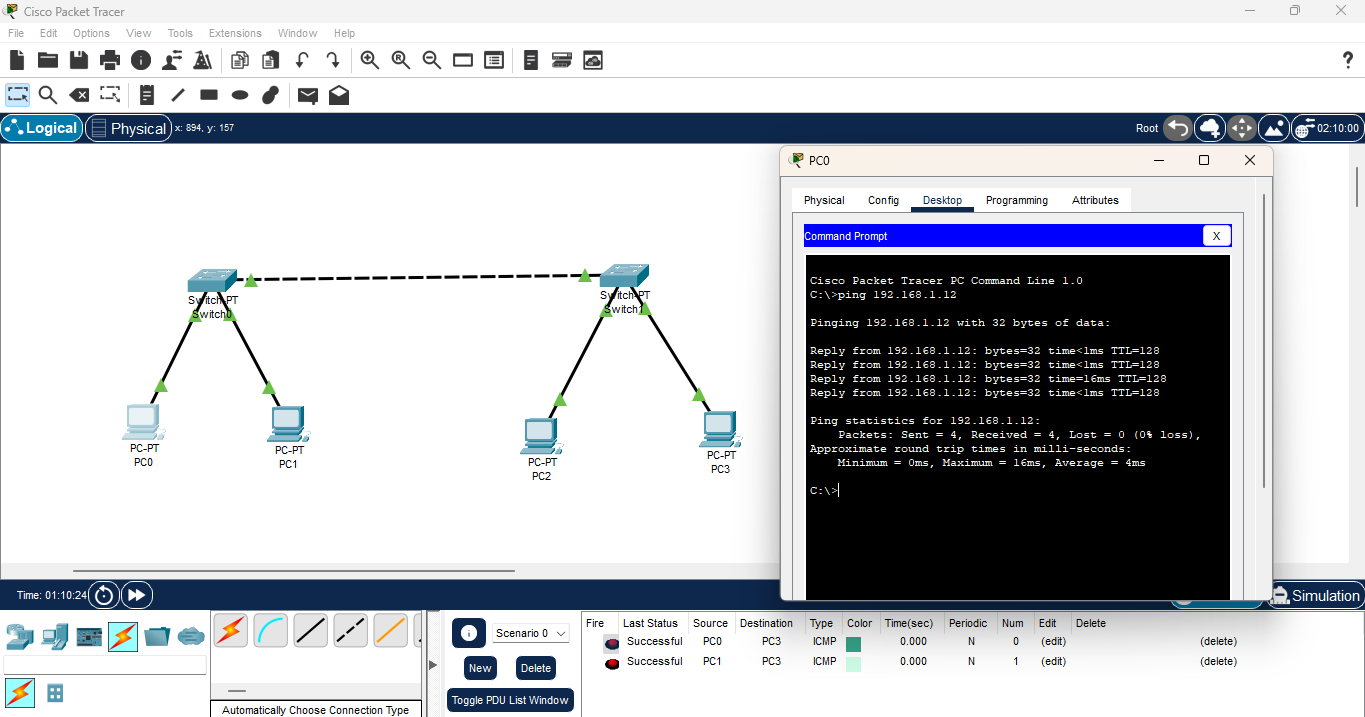 Cisco Packet Tracer
File Edit Options View Tools Extensions Window Help
Logical Physical x: 894, y: 157 Root 02:10:00
PC0
Physical Config Desktop Programming Attributes
Command Prompt X
Cisco Packet Tracer PC Command Line 1.0
C:\>ping 192.168.1.12
Pinging 192.168.1.12 with 32 bytes of data:
Reply from 192.168.1.12: bytes=32 time<1ms TTL=128
Reply from 192.168.1.12: bytes=32 time<1ms TTL=128
Reply from 192.168.1.12: bytes=32 time=16ms TTL=128
Reply from 192.168.1.12: bytes=32 time<1ms TTL=128
Ping statistics for 192.168.1.12:
Packets: Sent = 4, Received = 4, Lost = 0 (0% loss),
Approximate round trip times in milli-seconds:
Minimum = 0ms, Maximum = 16ms, Average = 4ms
C:\>
Switch-PT
Switch0
Switch-PT
Switch1
PC-PT
PC0
PC-PT
PC1
PC-PT
PC2
PC-PT
PC3
Time: 01:10:24 Simulation
Scenario 0
New Delete
Toggle PDU List Window
Automatically Choose Connection Type
Fire Last Status Source Destination Type Color Time(sec) Periodic Num Edit Delete
Successful PC0 PC3 ICMP 0.000 N 0 (edit) (delete)
Successful PC1 PC3 ICMP 0.000 N 1 (edit) (delete)